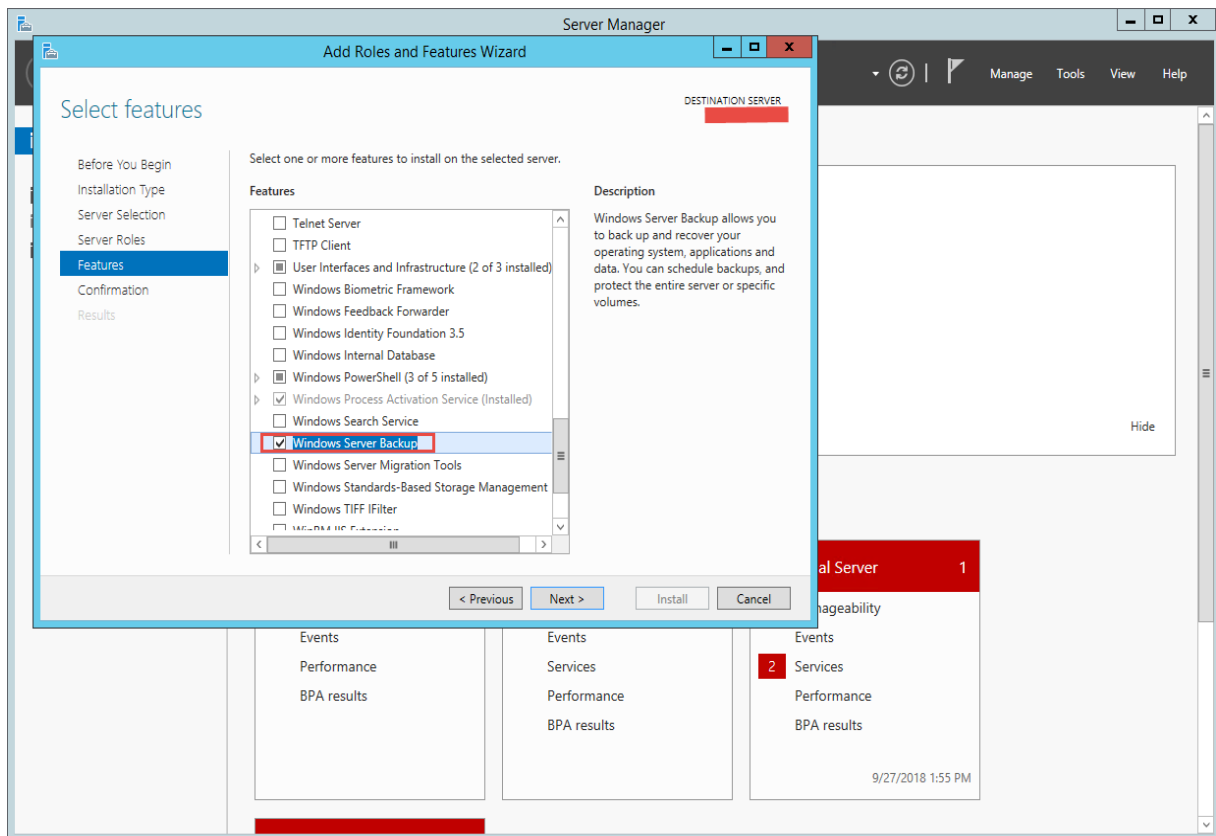 Server Manager
Add Roles and Features Wizard
Manage Tools View Help
Select features
DESTINATION SERVER
Before You Begin
Installation Type
Server Selection
Server Roles
Features
Confirmation
Results
Select one or more features to install on the selected server.
Features
Telnet Server
TFTP Client
User Interfaces and Infrastructure (2 of 3 installed)
Windows Biometric Framework
Windows Feedback Forwarder
Windows Identity Foundation 3.5
Windows Internal Database
Windows PowerShell (3 of 5 installed)
Windows Process Activation Service (Installed)
Windows Search Service
Windows Server Backup
Windows Server Migration Tools
Windows Standards-Based Storage Management
Windows TIFF IFilter
WinRM IIS Extension
Description
Windows Server Backup allows you
to back up and recover your
operating system, applications and
data. You can schedule backups, and
protect the entire server or specific
volumes.
< Previous
Next >
Install
Cancel
Hide
Events
Performance
BPA results
Events
Services
Performance
BPA results
al Server 1
nageability
Events
2 Services
Performance
BPA results
9/27/2018 1:55 PM